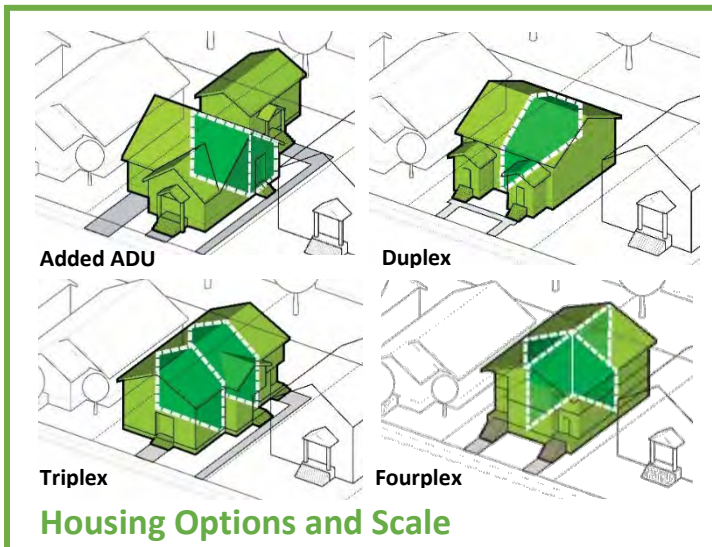 Added ADU
Duplex
Triplex
Fourplex
Housing Options and Scale